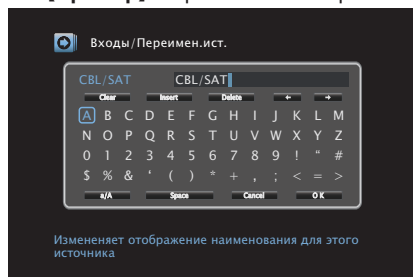 Входы/Переимен.ист.
CBL/SAT CBL/SAT
Clear Insert Delete ← →
A B C D E F G H I J K L M
N O P Q R S T U V W X Y Z
0 1 2 3 4 5 6 7 8 9 ! “ #
$ % & ‘ ( ) * + , ; < = >
a/A Space Cancel OK
Измененяет отображение наименования для этого
источника